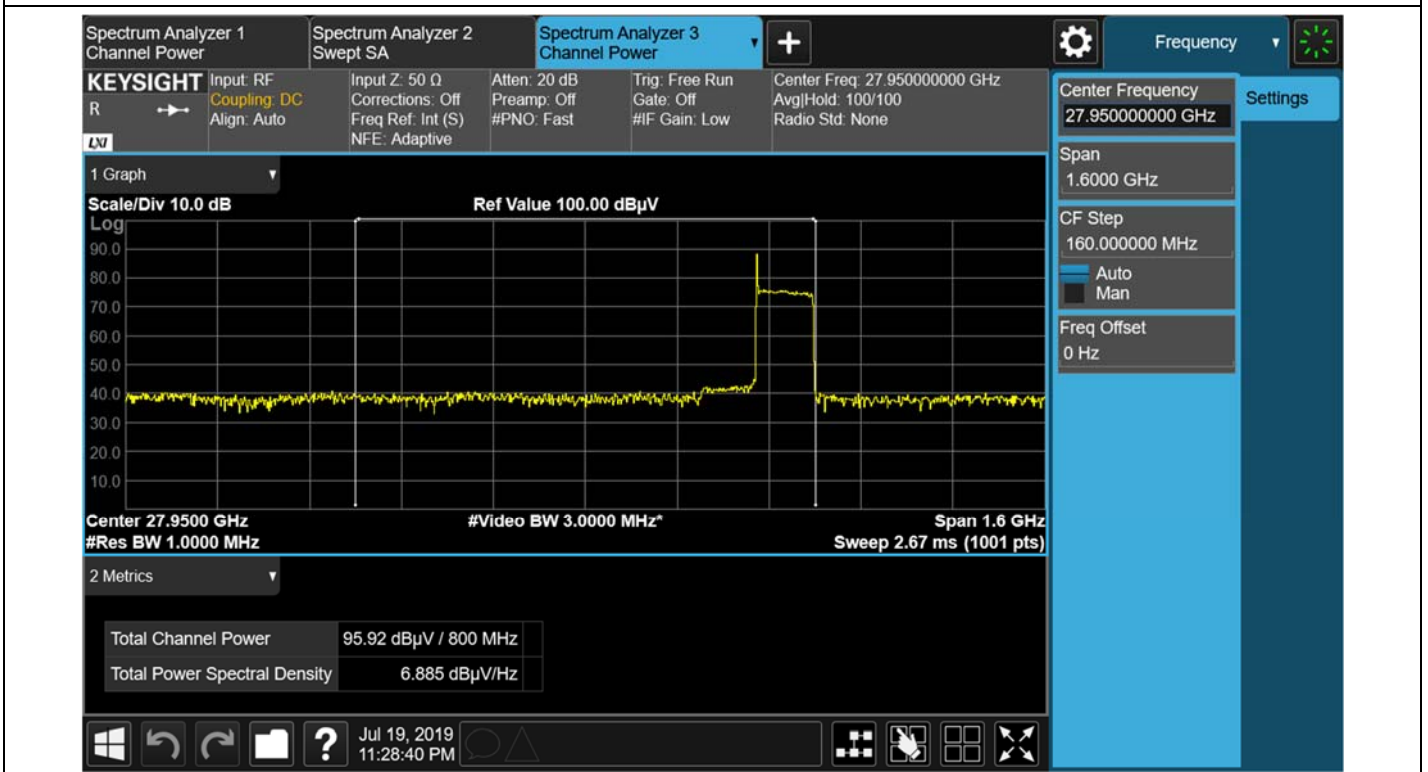 Spectrum Analyzer 1
Channel Power
Spectrum Analyzer 2
Swept SA
Spectrum Analyzer 3
Channel Power
Frequency
KEYSIGHT
R
LXI
Input: RF
Coupling: DC
Align: Auto
Input Z: 50 Ω
Corrections: Off
Freq Ref: Int (S)
NFE: Adaptive
Atten: 20 dB
Preamp: Off
#PNO: Fast
Trig: Free Run
Gate: Off
#IF Gain: Low
Center Freq: 27.950000000 GHz
Avg|Hold: 100/100
Radio Std: None
Center Frequency
27.950000000 GHz
Settings
Span
1.6000 GHz
CF Step
160.000000 MHz
Auto
Man
Freq Offset
0 Hz
1 Graph
Scale/Div 10.0 dB
Ref Value 100.00 dBµV
Log
90.0
80.0
70.0
60.0
50.0
40.0
30.0
20.0
10.0
Center 27.9500 GHz
#Video BW 3.0000 MHz*
Span 1.6 GHz
#Res BW 1.0000 MHz
Sweep 2.67 ms (1001 pts)
2 Metrics
Total Channel Power 95.92 dBµV / 800 MHz
Total Power Spectral Density 6.885 dBµV/Hz
?
Jul 19, 2019
11:28:40 PM